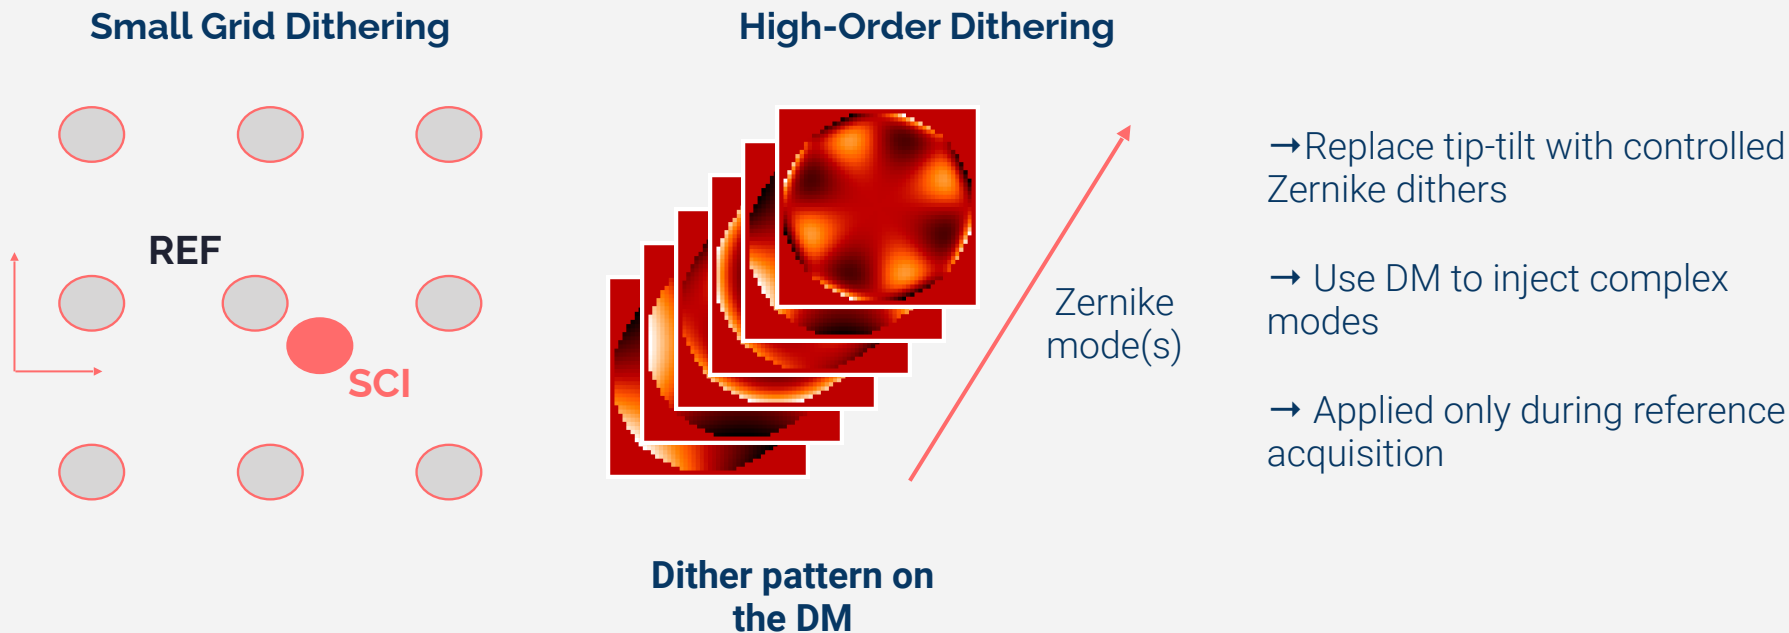 Small Grid Dithering
High-Order Dithering
REF
SCI
Zernike
mode(s)
Dither pattern on
the DM
→Replace tip-tilt with controlled
Zernike dithers
→ Use DM to inject complex
modes
→ Applied only during reference
acquisition